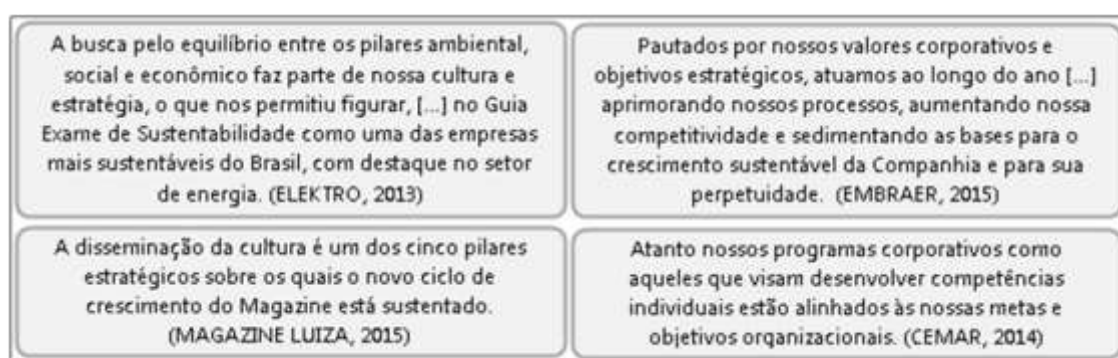 A busca pelo equilíbrio entre os pilares ambiental,
social e econômico faz parte de nossa cultura e
estratégia, o que nos permitiu figurar, [...] no Guia
Exame de Sustentabilidade como uma das empresas
mais sustentáveis do Brasil, com destaque no setor
de energia. (ELEKTRO, 2013)
Pautados por nossos valores corporativos e
objetivos estratégicos, atuamos ao longo do ano [...]
aprimorando nossos processos, aumentando nossa
competitividade e sedimentando as bases para o
crescimento sustentável da Companhia e para sua
perpetuidade. (EMBRAER, 2015)
A disseminação da cultura é um dos cinco pilares
estratégicos sobre os quais o novo ciclo de
crescimento do Magazine está sustentado.
(MAGAZINE LUIZA, 2015)
Atanto nossos programas corporativos como
aqueles que visam desenvolver competências
individuais estão alinhados às nossas metas e
objetivos organizacionais. (CEMAR, 2014)